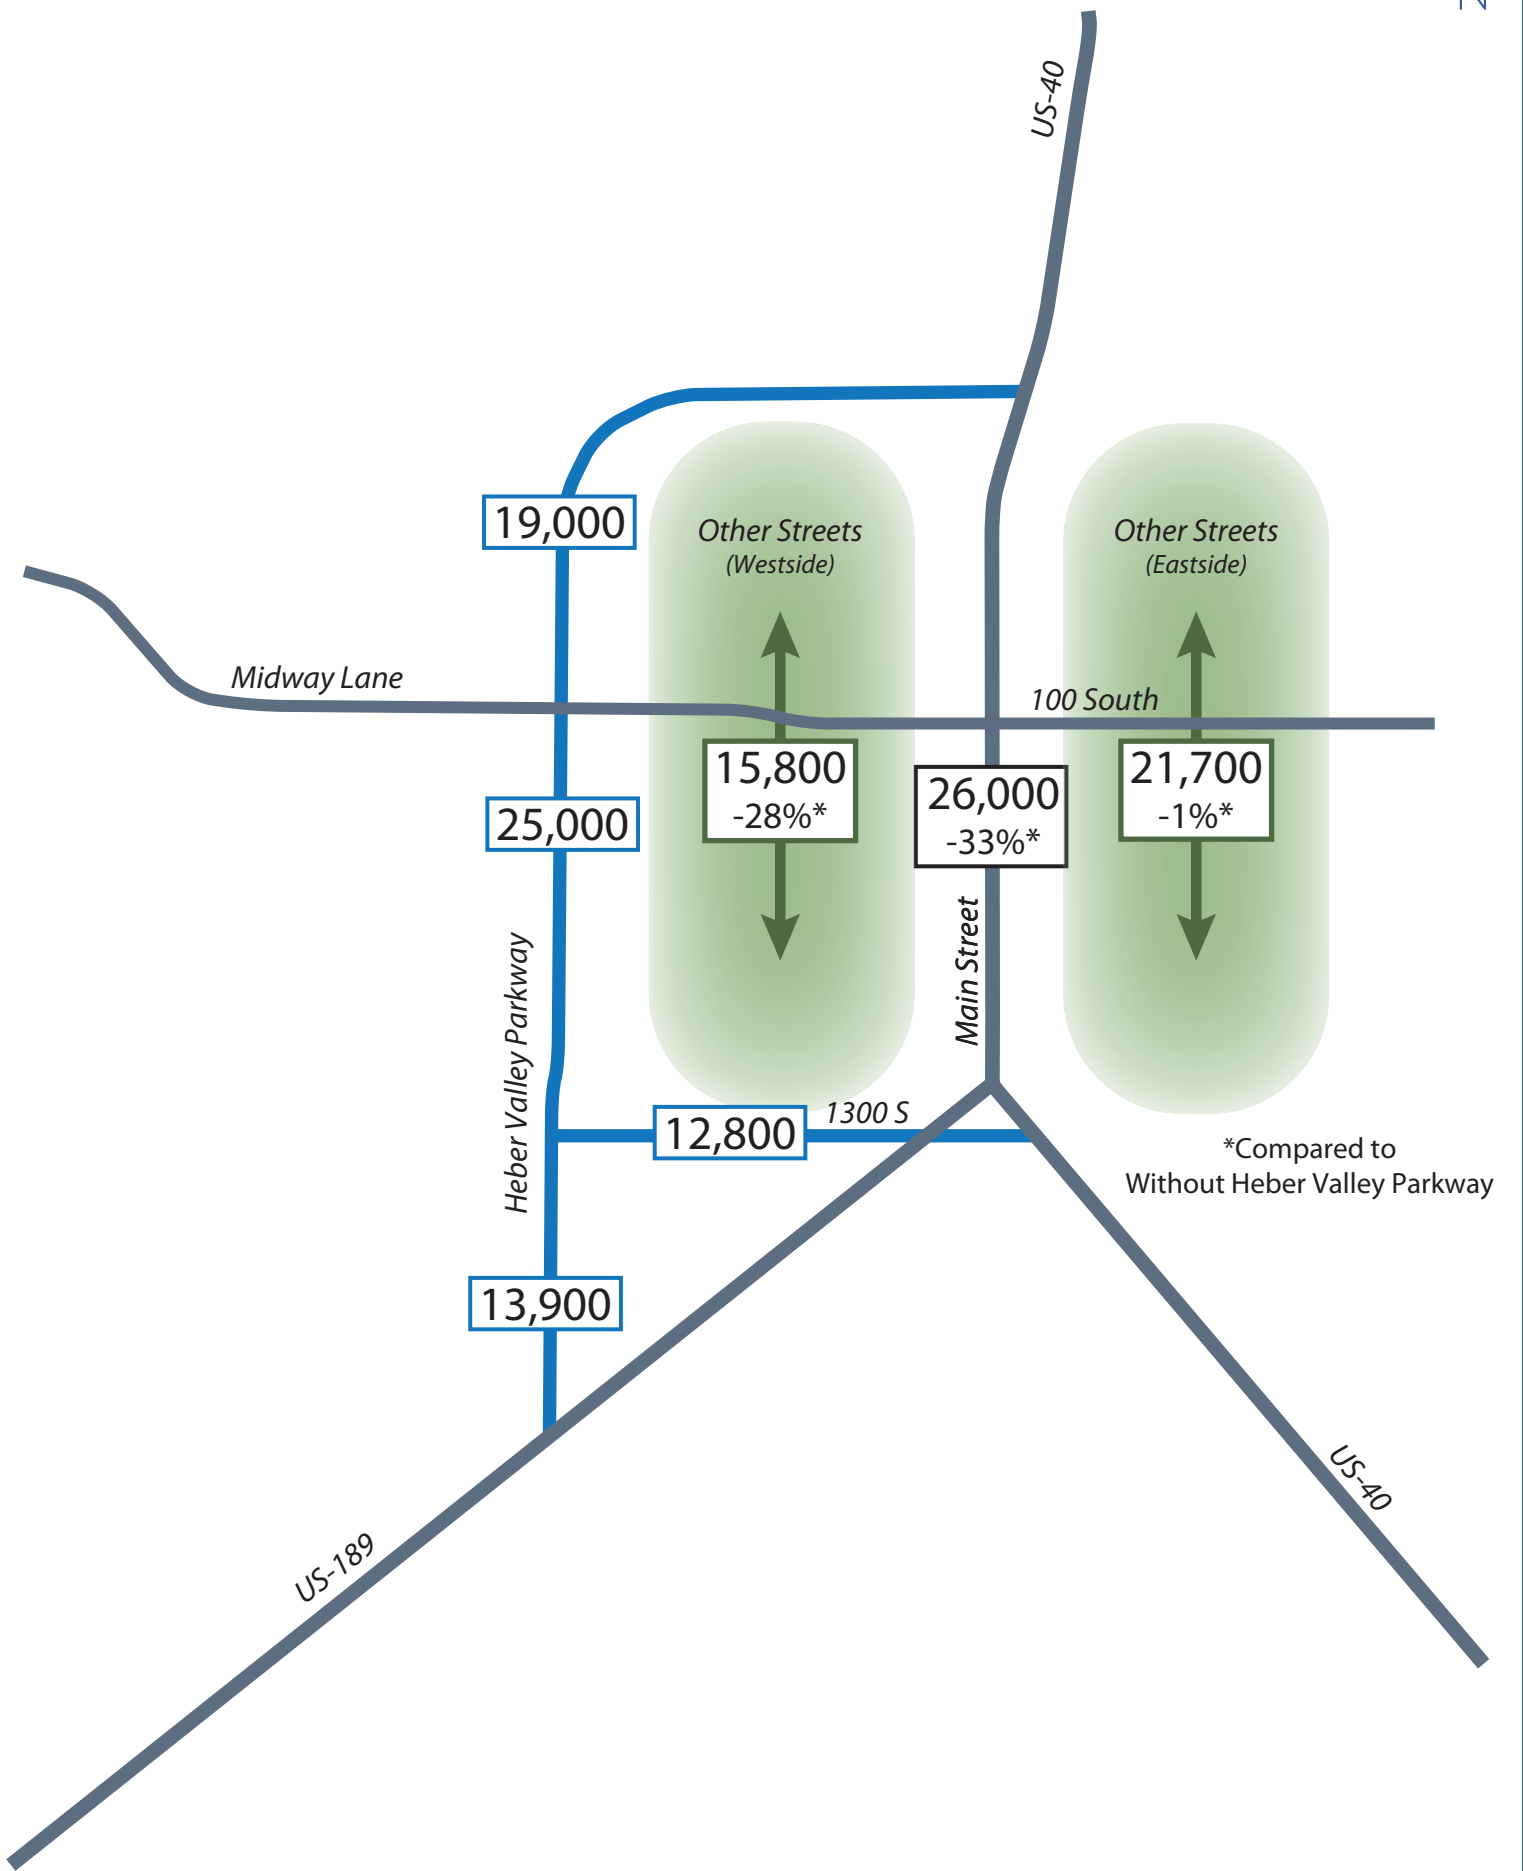 US-40
19,000
Other Streets
(Westside)
Other Streets
(Eastside)
Midway Lane
100 South
15,800
-28%*
26,000
-33%*
21,700
-1%*
25,000
Heber Valley Parkway
Main Street
12,800
1300 S
*Compared to
Without Heber Valley Parkway
13,900
US-40
US-189